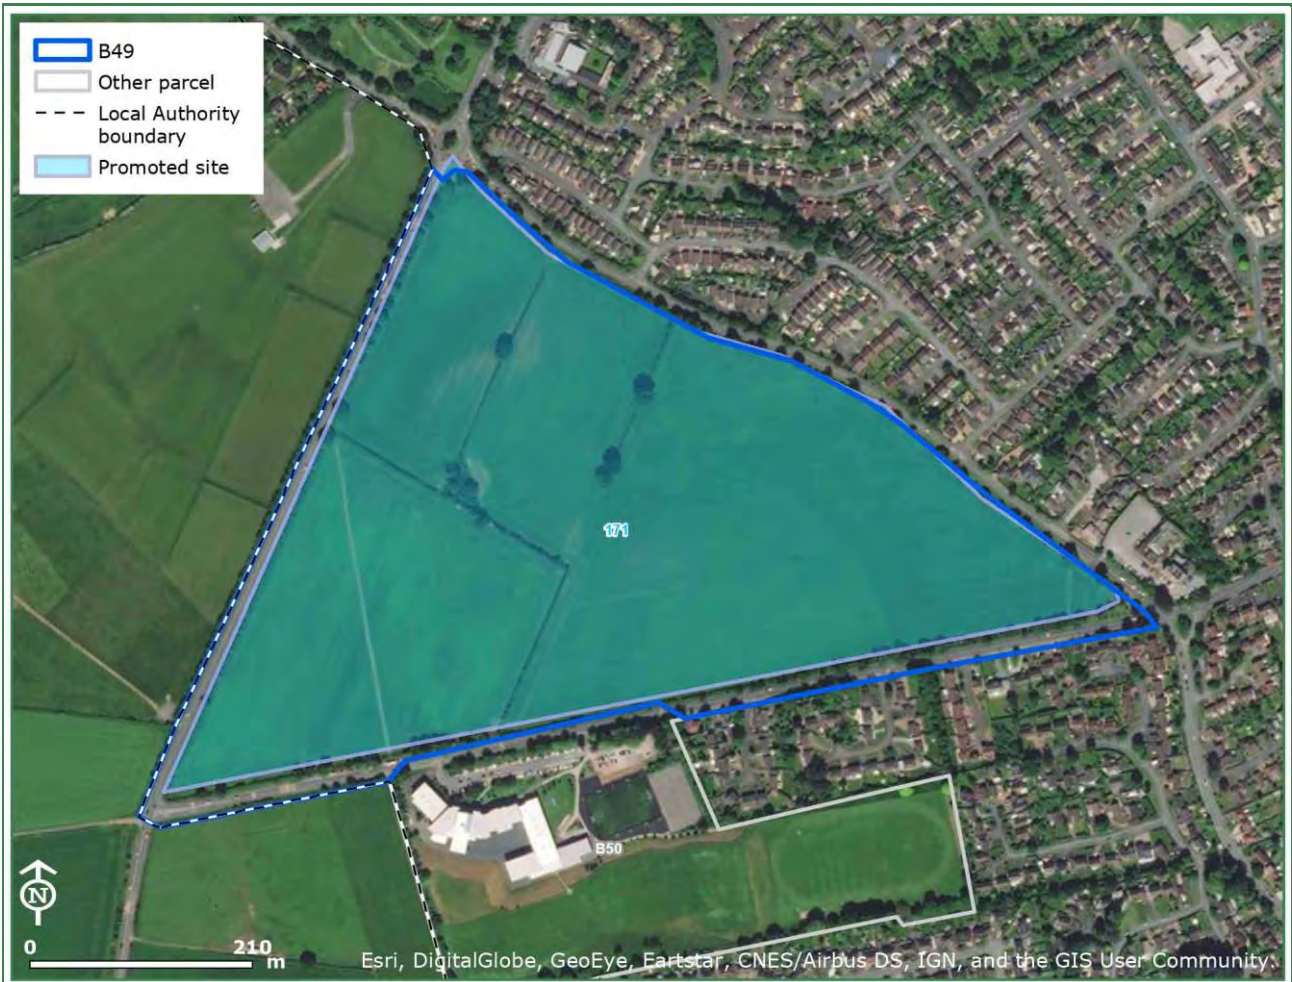 B49
Other parcel
Local Authority
boundary
Promoted site
171
B50
N
0 210 m
Esri, DigitalGlobe, GeoEye, Eartstar, CNES/Airbus DS, IGN, and the GIS User Community.